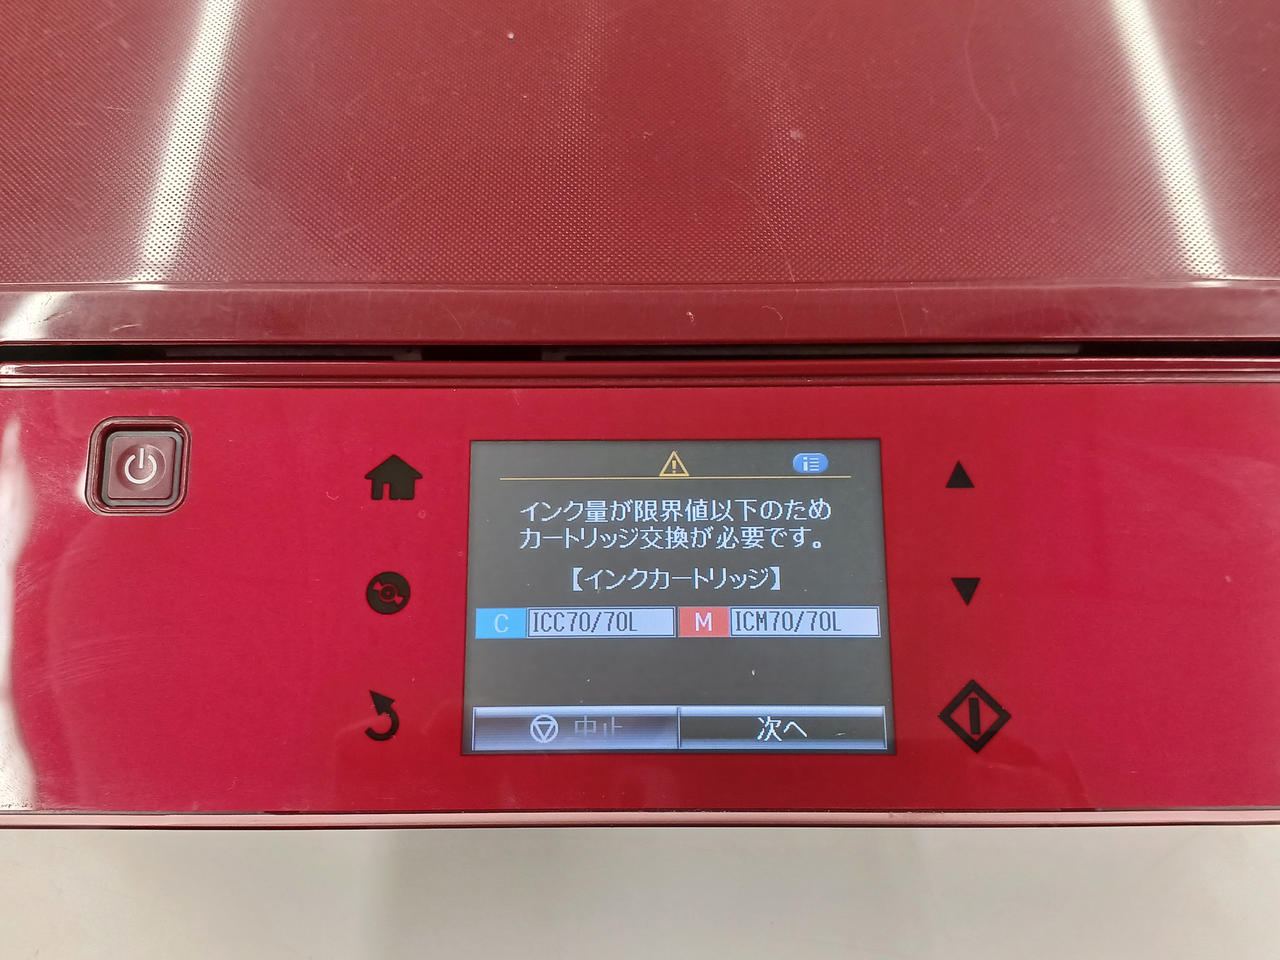 インク量が限界値以下のため
カートリッジ交換が必要です。
【インクカートリッジ】
C ICC70/70L M ICM70/70L
中止 次へ